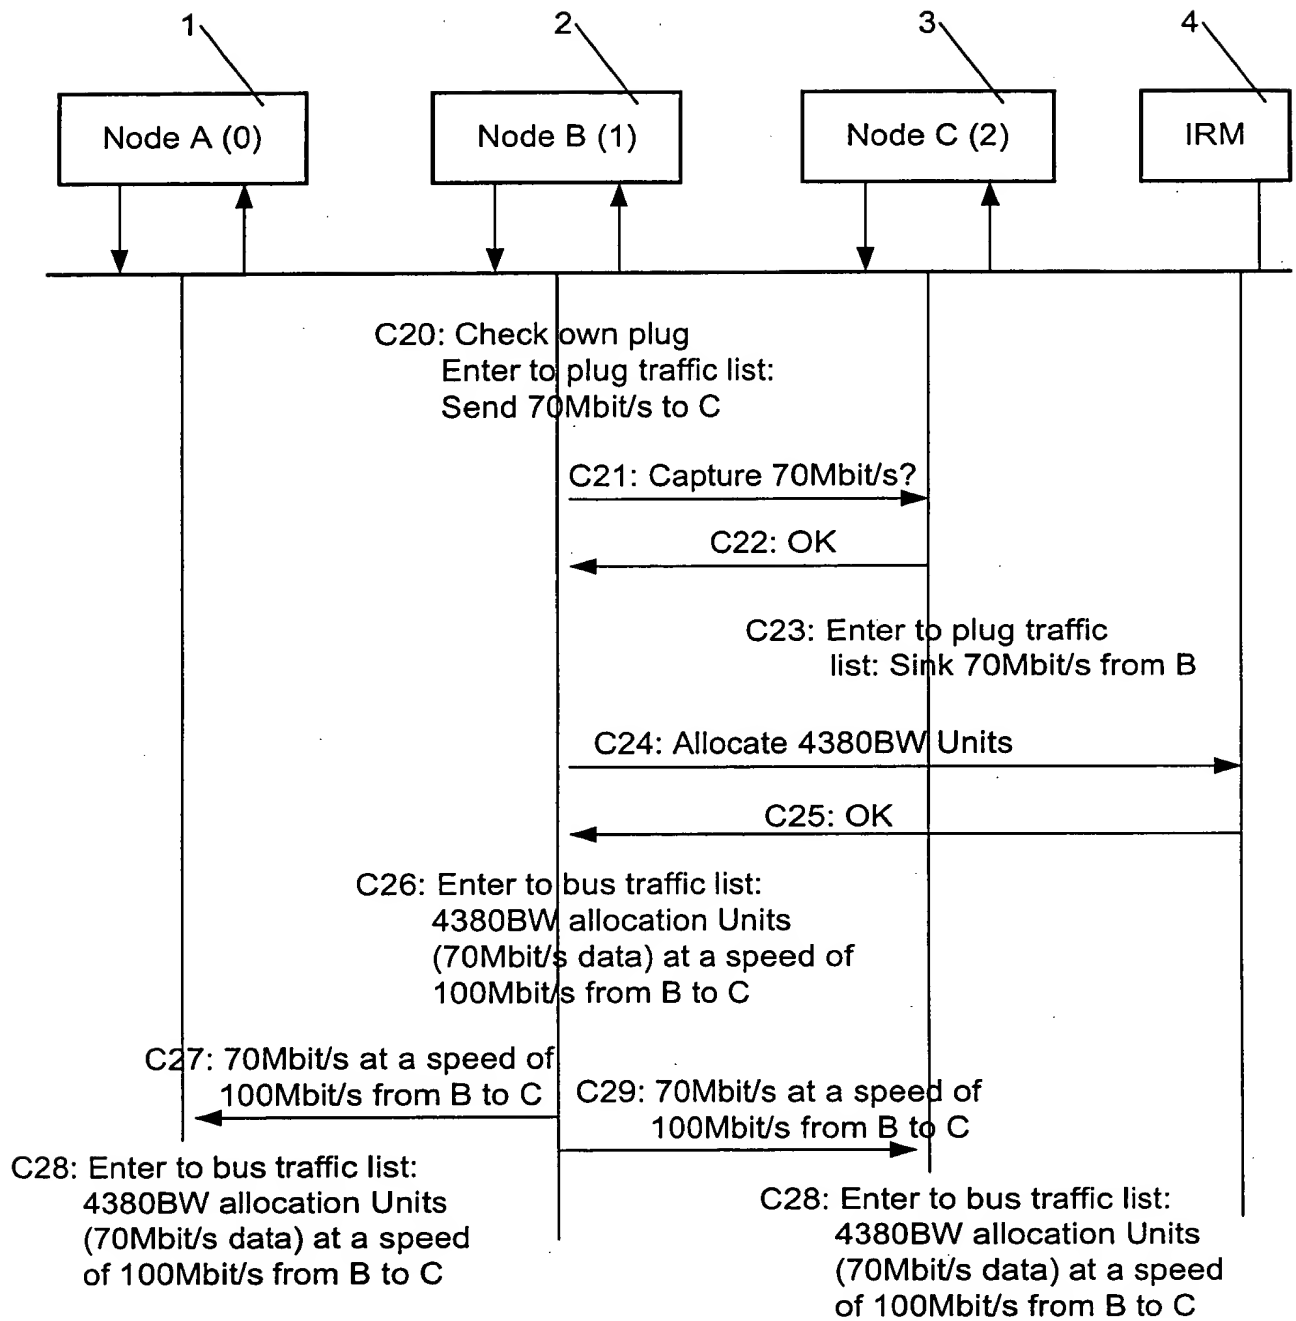 1
2
3
4
Node A (0)
Node B (1)
Node C (2)
IRM
C20: Check own plug
Enter to plug traffic list:
Send 70Mbit/s to C
C21: Capture 70Mbit/s?
C22: OK
C23: Enter to plug traffic
list: Sink 70Mbit/s from B
C24: Allocate 4380BW Units
C25: OK
C26: Enter to bus traffic list:
4380BW allocation Units
(70Mbit/s data) at a speed of
100Mbit/s from B to C
C27: 70Mbit/s at a speed of
100Mbit/s from B to C
C29: 70Mbit/s at a speed of
100Mbit/s from B to C
C28: Enter to bus traffic list:
4380BW allocation Units
(70Mbit/s data) at a speed
of 100Mbit/s from B to C
C28: Enter to bus traffic list:
4380BW allocation Units
(70Mbit/s data) at a speed
of 100Mbit/s from B to C